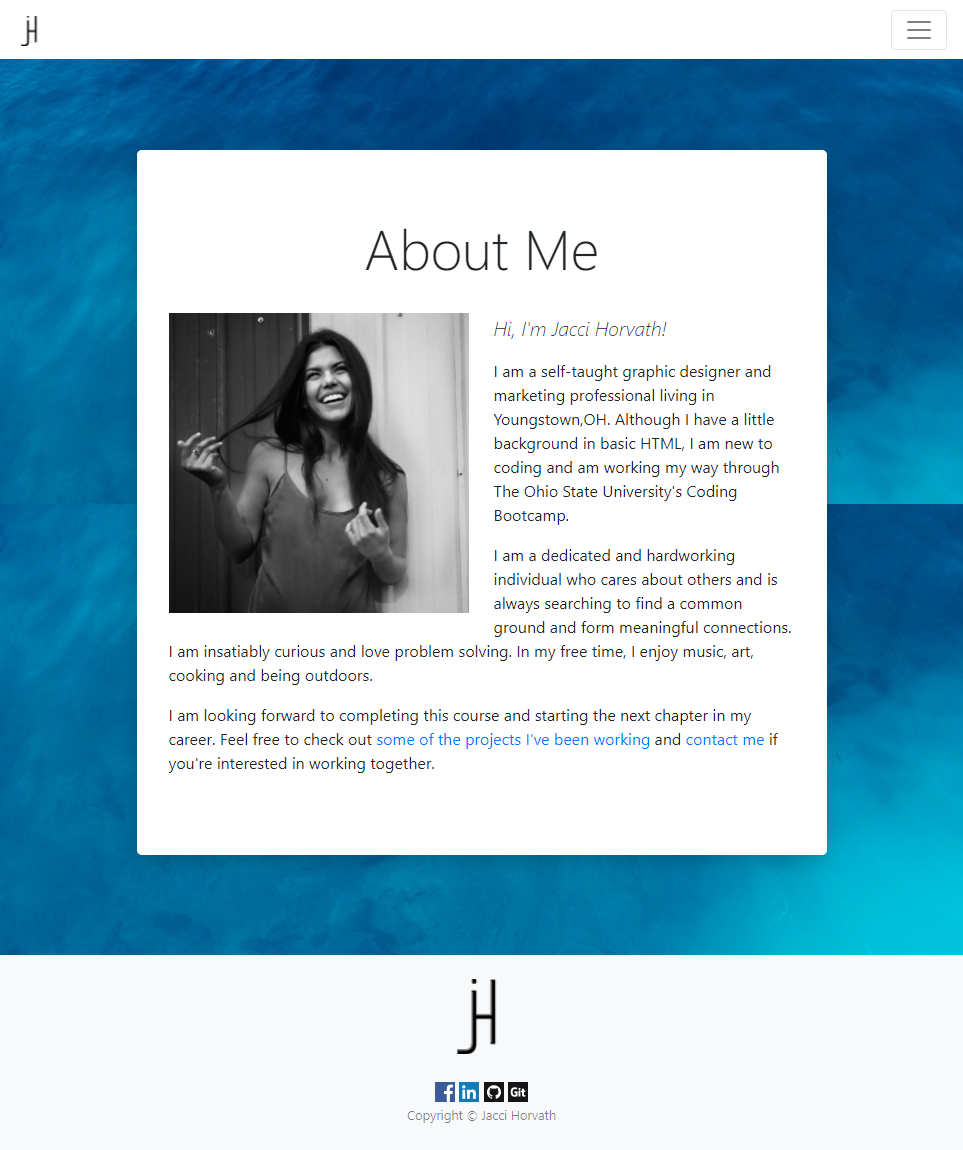 jH
About Me
Hi, I'm Jacci Horvath!
I am a self-taught graphic designer and
marketing professional living in
Youngstown,OH. Although I have a little
background in basic HTML, I am new to
coding and am working my way through
The Ohio State University's Coding
Bootcamp.
I am a dedicated and hardworking
individual who cares about others and is
always searching to find a common
ground and form meaningful connections.
I am insatiably curious and love problem solving. In my free time, I enjoy music, art,
cooking and being outdoors.
I am looking forward to completing this course and starting the next chapter in my
career. Feel free to check out some of the projects I've been working and contact me if
you're interested in working together.
jH
f in Git
Copyright © Jacci Horvath